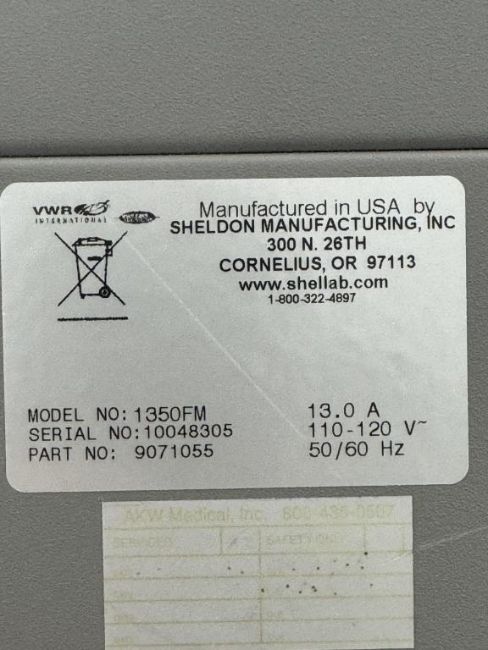 VWR
INTERNATIONAL
Manufactured in USA by
SHELDON MANUFACTURING, INC
300 N. 26TH
CORNELIUS, OR 97113
www.shellab.com
1-800-322-4897
MODEL NO: 1350FM
SERIAL NO: 10048305
PART NO: 9071055
13.0 A
110-120 V~
50/60 Hz
AKW Medical, Inc.
SERVICED